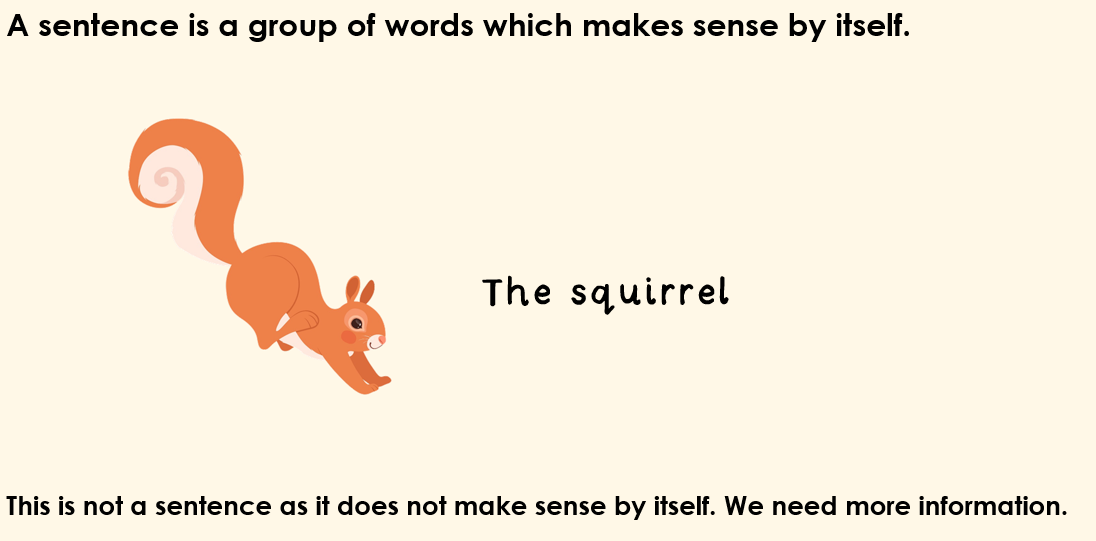 A sentence is a group of words which makes sense by itself.
The squirrel
This is not a sentence as it does not make sense by itself. We need more information.